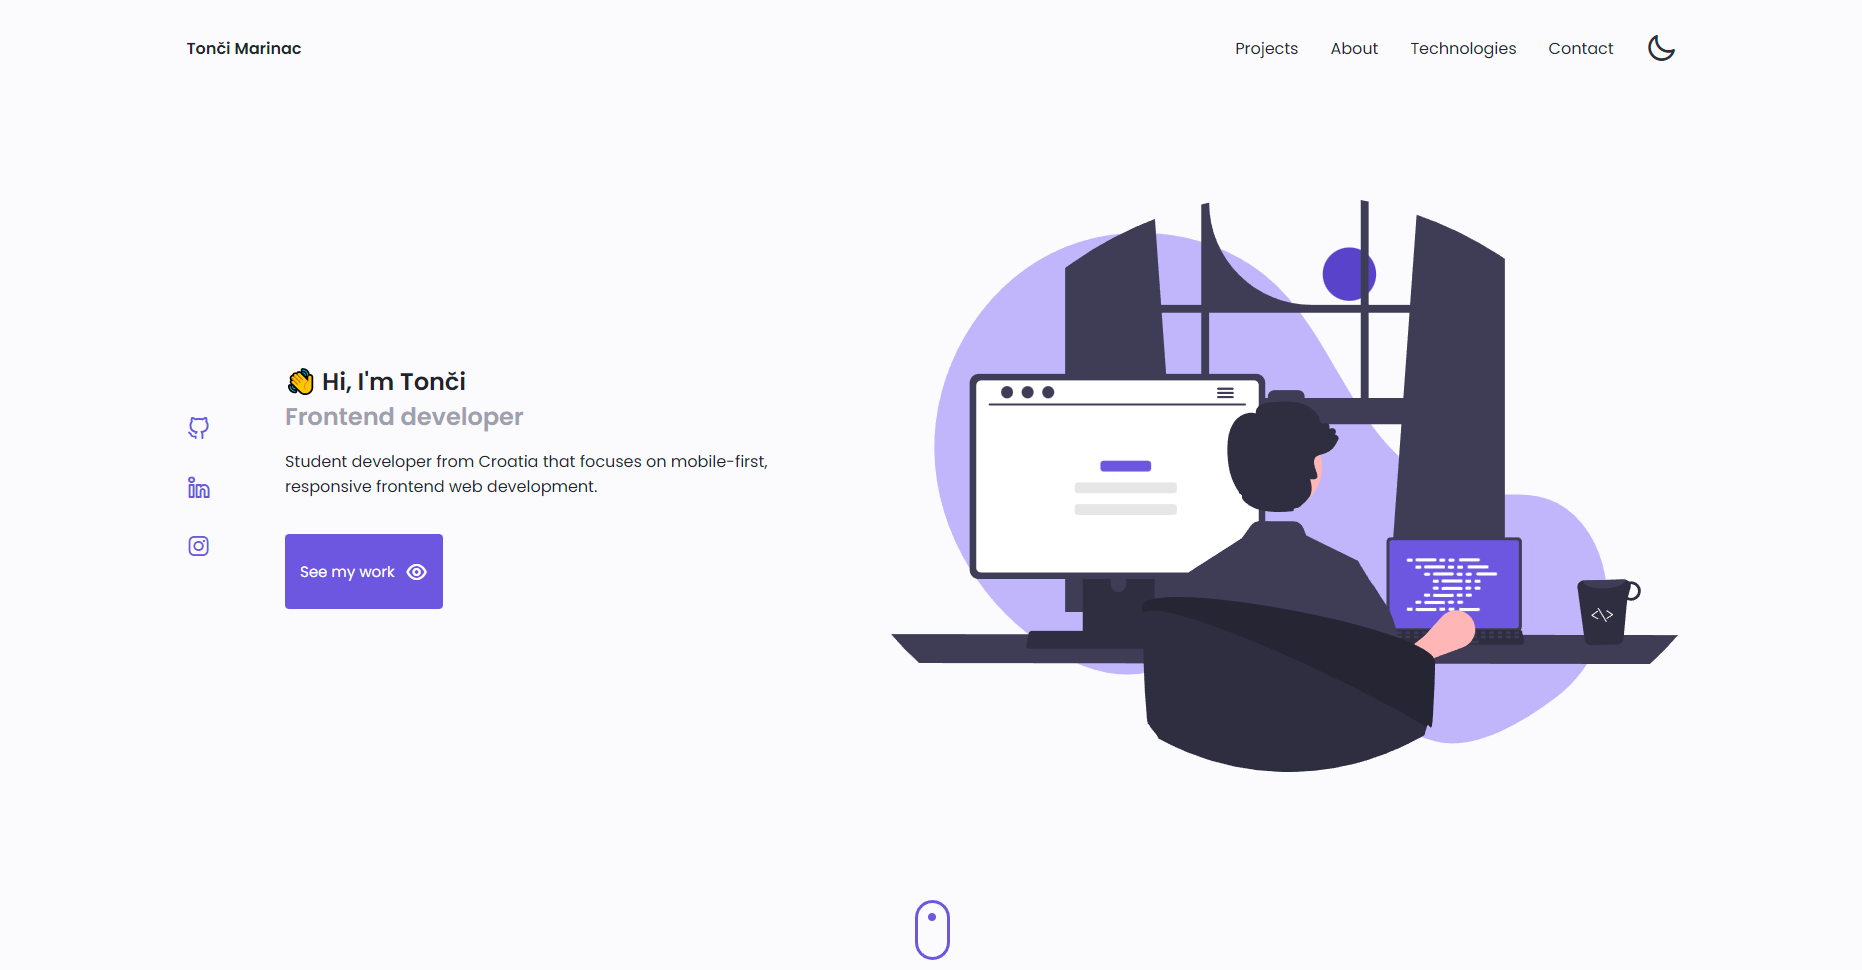 Tonči Marinac
Projects
About
Technologies
Contact
👋 Hi, I'm Tonči
Frontend developer
Student developer from Croatia that focuses on mobile-first,
responsive frontend web development.
See my work
<\>